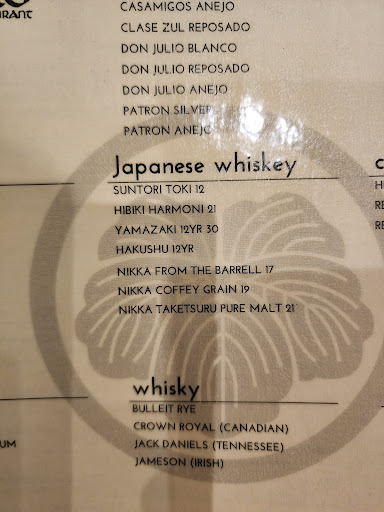 URANT
CASAMIGOS ANEJO
CLASE ZUL REPOSADO
DON JULIO BLANCO
DON JULIO REPOSADO
DON JULIO ANEJO
PATRON SILVER
PATRON ANEJO
Japanese whiskey
SUNTORI TOKI 12
HIBIKI HARMONI 21
YAMAZAKI 12YR 30
HAKUSHU 12YR
NIKKA FROM THE BARRELL 17
NIKKA COFFEY GRAIN 19
NIKKA TAKETSURU PURE MALT 21
whisky
BULLEIT RYE
CROWN ROYAL (CANADIAN)
JACK DANIELS (TENNESSEE)
JAMESON (IRISH)
UM